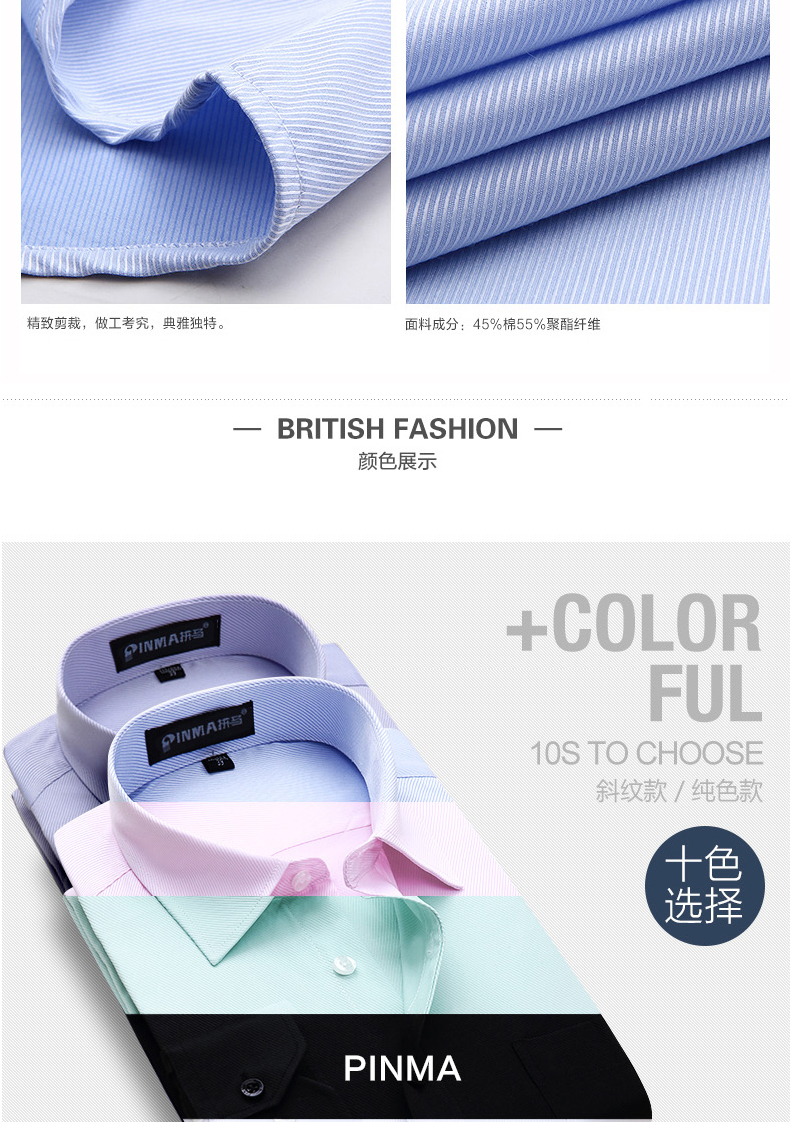 精致剪裁，做工考究，典雅独特。
面料成分：45%棉55%聚酯纤维
— BRITISH FASHION —
颜色展示
+COLOR
FUL
10S TO CHOOSE
斜纹款 / 纯色款
十色
选择
PINMA拼马®
PINMA拼马®
PINMA